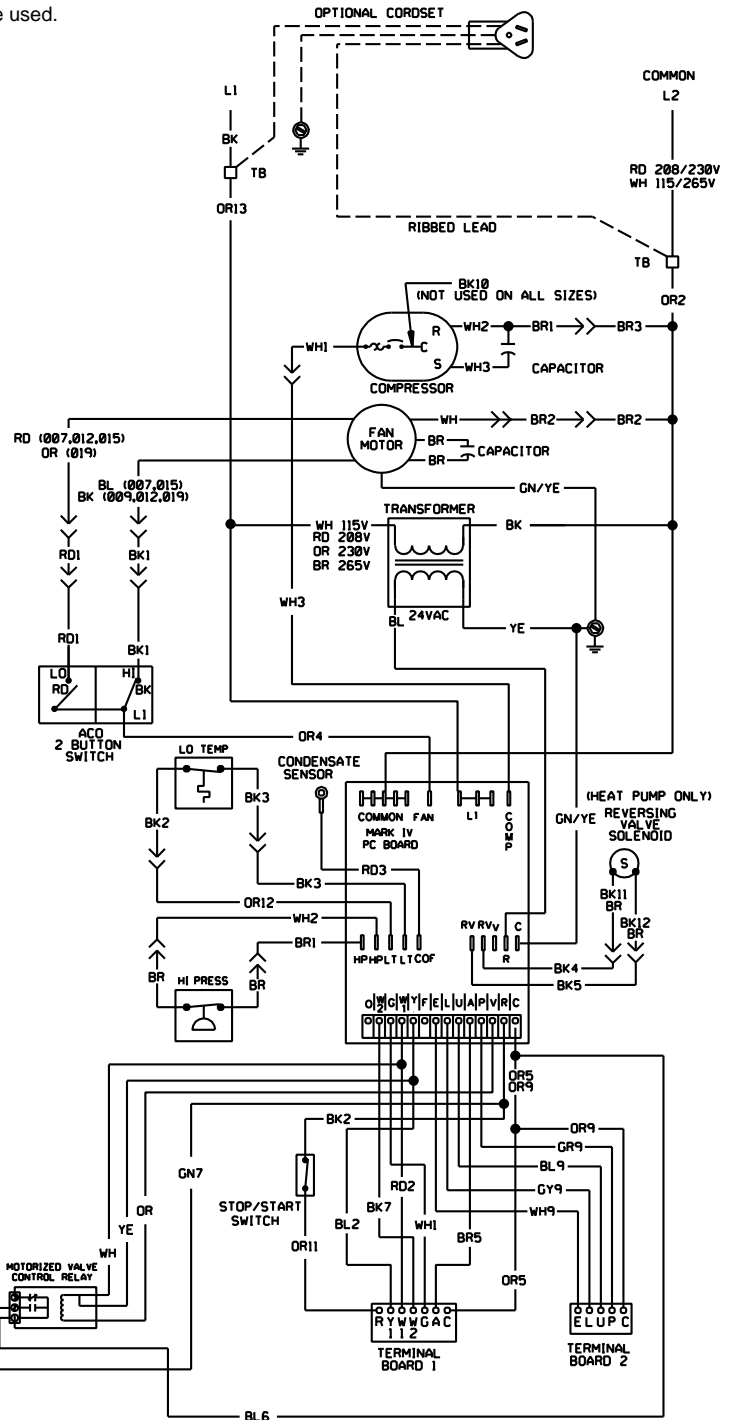 e used.
OPTIONAL CORDSET
L1
COMMON
L2
BK
TB
RD 208/230V
WH 115/265V
OR13
RIBBED LEAD
TB
BK10
(NOT USED ON ALL SIZES)
OR2
R
WH2
BR1
BR3
WH1
C
S
WH3
CAPACITOR
COMPRESSOR
RD (007,012,015)
OR (019)
FAN
MOTOR
WH
BR2
BR2
BR
BR
CAPACITOR
BL (007,015)
BK (009,012,019)
GN/YE
TRANSFORMER
WH 115V
RD 208V
OR 230V
BR 265V
BK
RD1
BK1
WH3
24VAC
BL
YE
RD1
BK1
LO
RD
HI
BK
L1
ACO
2 BUTTON
SWITCH
OR4
LO TEMP
CONDENSATE
SENSOR
BK2
BK3
COMMON
FAN
L1
COMP
MARK IV
PC BOARD
GN/YE
(HEAT PUMP ONLY)
REVERSING
VALVE
SOLENOID
S
RD3
BK3
OR12
WH2
BR1
HP HP LT LT COF
RV RV V R C
BK11
BR
BK12
BR
BK4
BK5
BR
HI PRESS
BR
O W2 G W1 Y F E L U A P V R C
OR5
OR9
BK2
OR9
GR9
BL9
GY9
WH9
GN7
STOP/START
SWITCH
RD2
BK7
BL2
WH1
BR5
OR
YE
WH
OR11
OR5
MOTORIZED VALVE
CONTROL RELAY
1
2
3
R Y W W G A C
1 1 2
TERMINAL
BOARD 1
E L U P C
TERMINAL
BOARD 2
BL6